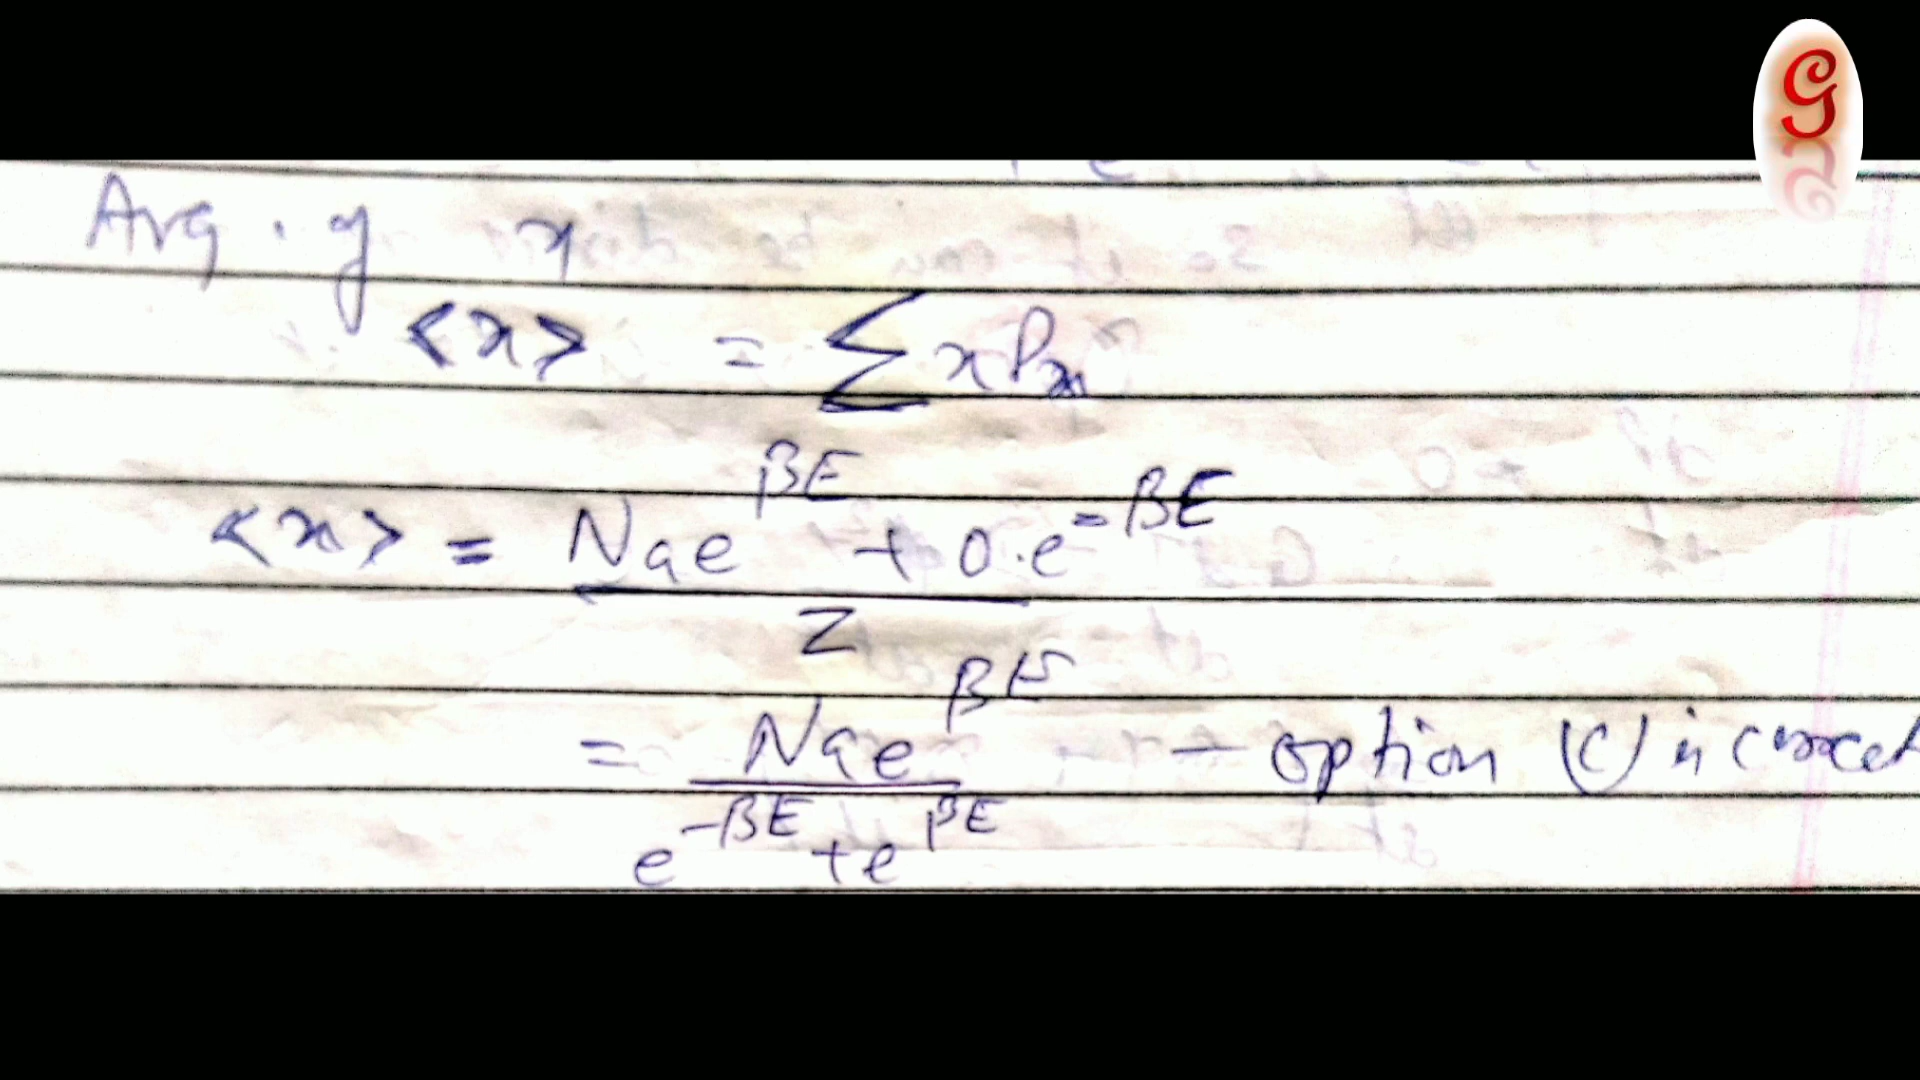 G
Avg. of x
<x> = ∑ x Pₓ
<x> = Nae^βE + 0.e^-βE / Z
= Nae^βE / e^-βE + e^βE - option (C) is correct